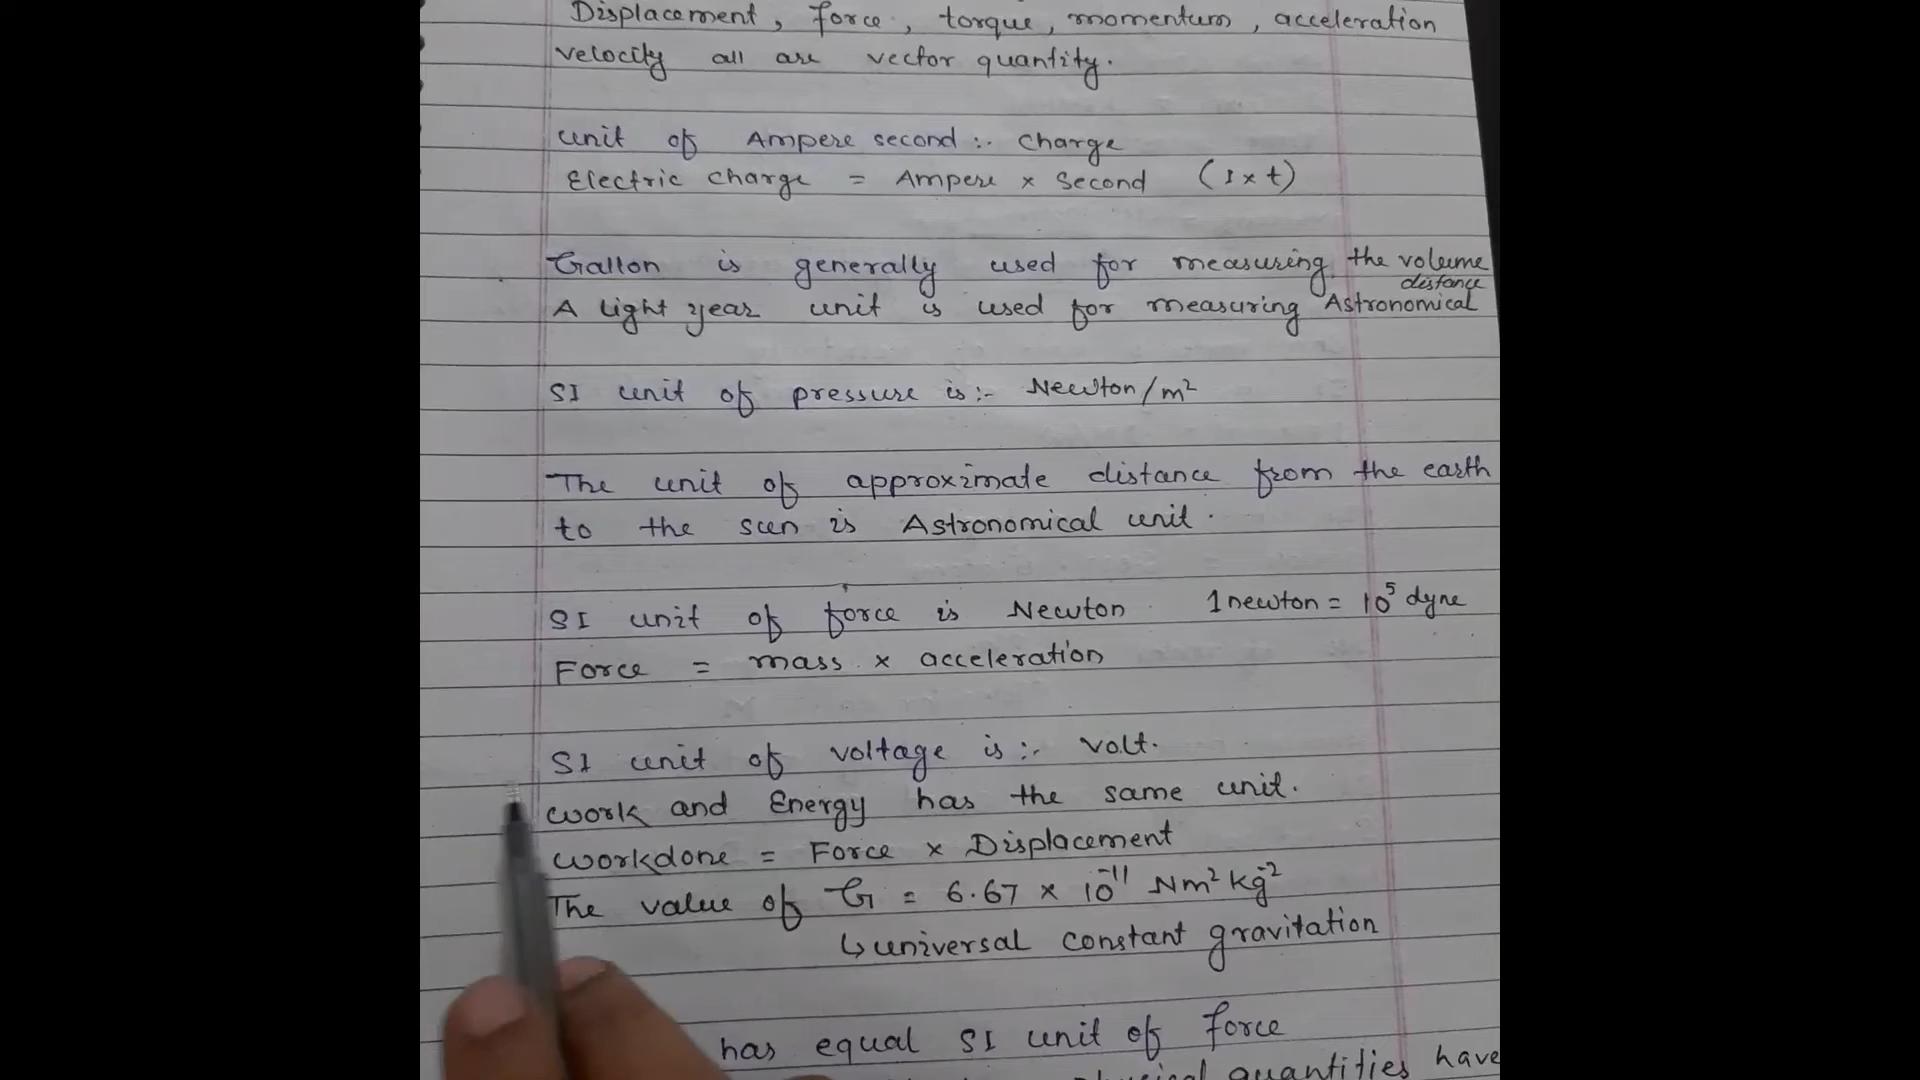 Displacement, force, torque, momentum, acceleration
velocity all are vector quantity.
unit of Ampere second :- charge
Electric charge = Ampere × second (I × t)
Gallon is generally used for measuring the volume
distance
A light year unit is used for measuring Astronomical
SI unit of pressure is :- Newton/m²
The unit of approximate distance from the earth
to the sun is Astronomical unit.
SI unit of force is Newton 1 newton = 10⁵ dyne
Force = mass × acceleration
SI unit of voltage is :- volt.
work and Energy has the same unit.
workdone = Force × Displacement
The value of G = 6.67 × 10⁻¹¹ Nm² kg⁻²
↳ universal constant gravitation
has equal SI unit of force
quantities have